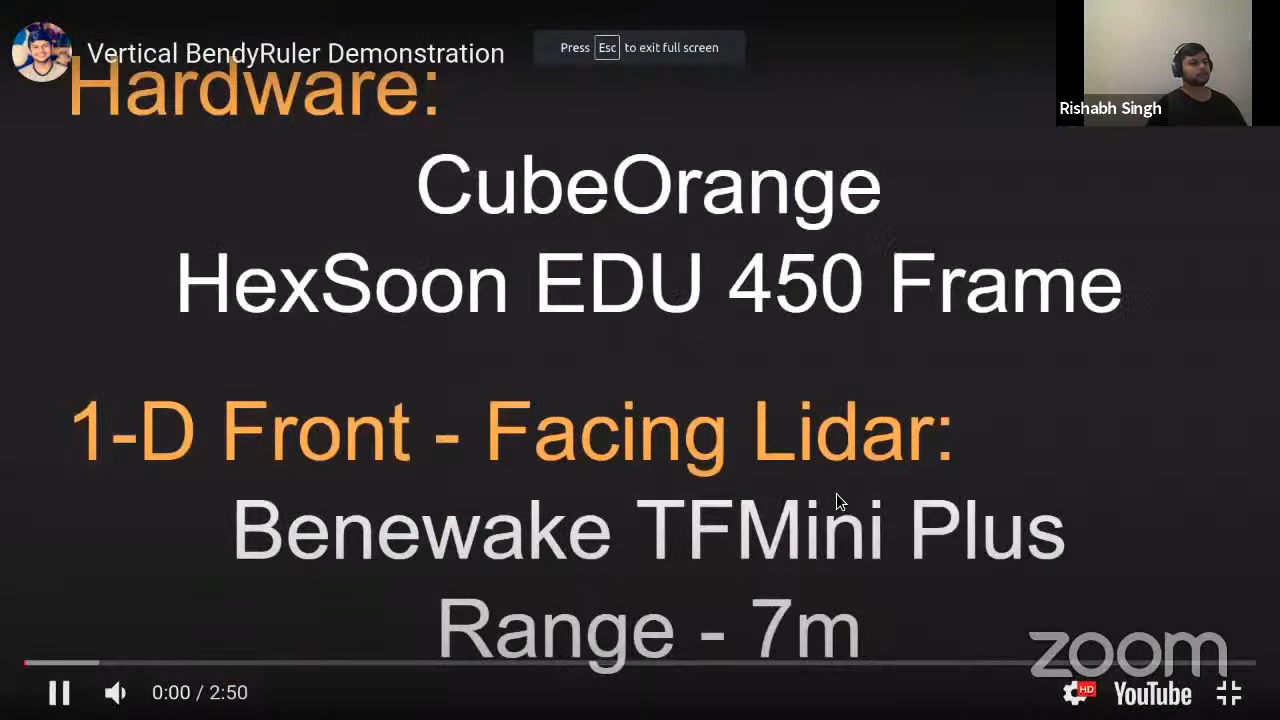 Vertical BendyRuler Demonstration
Press Esc to exit full screen
Hardware:
Rishabh Singh
CubeOrange
HexSoon EDU 450 Frame
1-D Front - Facing Lidar:
Benewake TFMini Plus
Range - 7m
zoom
0:00 / 2:50
HD
YouTube